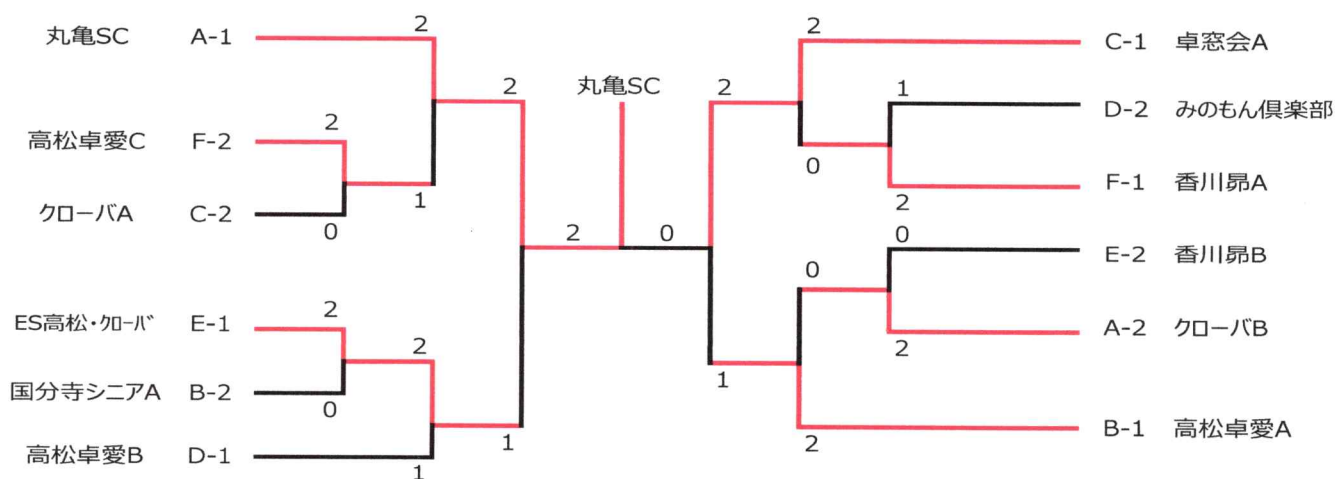 丸亀SC A-1 2
2
高松卓愛C F-2 2
1
クローバA C-2 0
ES高松・クローバ E-1 2
2
国分寺シニアA B-2 0
1
高松卓愛B D-1 1
丸亀SC
2 0
2 C-1 卓窓会A
2
1 D-2 みのもん倶楽部
0
2 F-1 香川昴A
0 E-2 香川昴B
0
2 A-2 クローバB
1
2 B-1 高松卓愛A